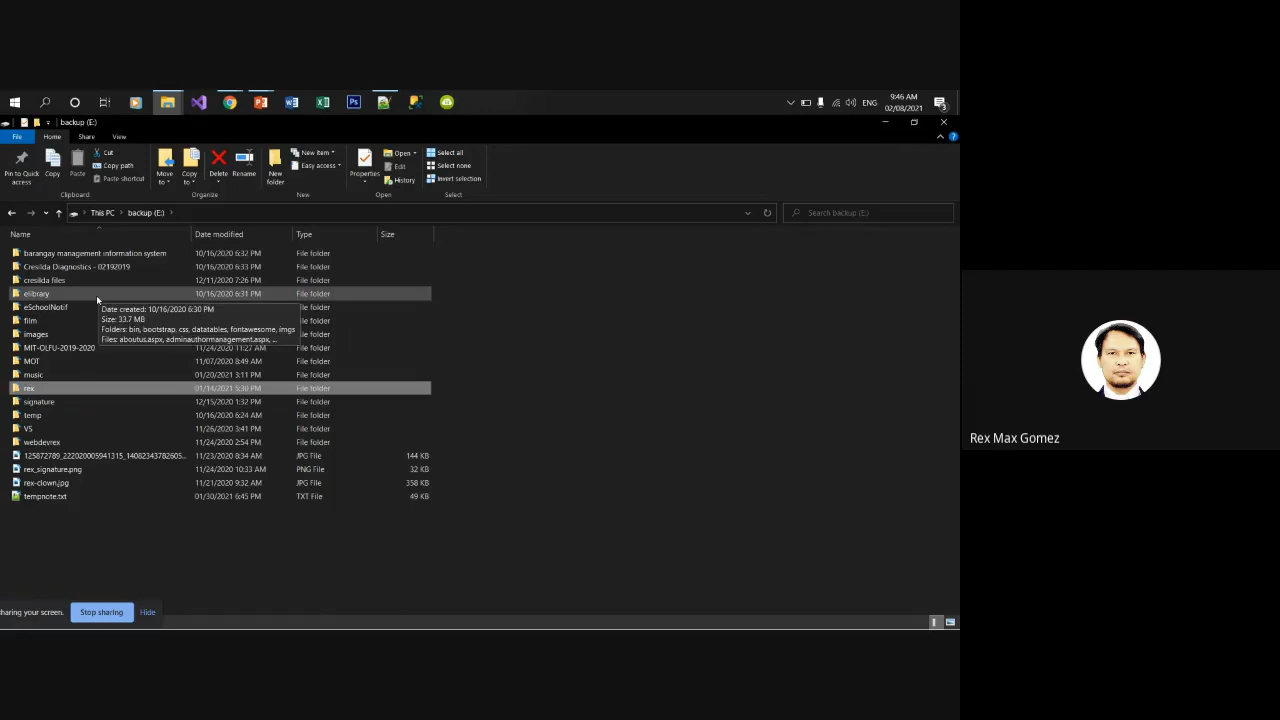 9:46 AM
ENG
02/08/2021
3
backup (E:)
File Home Share View
Pin to Quick access
Copy
Paste
Cut
Copy path
Paste shortcut
Move to
Copy to
Delete
Rename
New folder
New item
Easy access
Properties
Open
Edit
History
Select all
Select none
Invert selection
Clipboard Organize New Open Select
This PC backup (E:)
Search backup (E:)
Name Date modified Type Size
barangay management information system 10/16/2020 6:32 PM File folder
Cresilda Diagnostics - 02192019 10/16/2020 6:33 PM File folder
cresilda files 12/11/2020 7:26 PM File folder
elibrary 10/16/2020 6:31 PM File folder
eSchoolNotif ile folder
film ile folder
images ile folder
MIT-OLFU-2019-2020 11/24/2020 11:27 AM File folder
MOT 11/07/2020 8:49 AM File folder
music 01/20/2021 3:11 PM File folder
rex 01/14/2021 5:30 PM File folder
signature 12/15/2020 1:32 PM File folder
temp 10/16/2020 6:24 AM File folder
VS 11/26/2020 3:41 PM File folder
webdevrex 11/24/2020 2:54 PM File folder
125872789_222020005941315_14082343782605... 11/23/2020 8:34 AM JPG File 144 KB
rex_signature.png 11/24/2020 10:33 AM PNG File 32 KB
rex-clown.jpg 11/21/2020 9:32 AM JPG File 358 KB
tempnote.txt 01/30/2021 6:45 PM TXT File 49 KB
Date created: 10/16/2020 6:30 PM
Size: 33.7 MB
Folders: bin, bootstrap, css, datatables, fontawesome, imgs
Files: aboutus.aspx, adminauthormanagement.aspx, ...
haring your screen. Stop sharing Hide
Rex Max Gomez